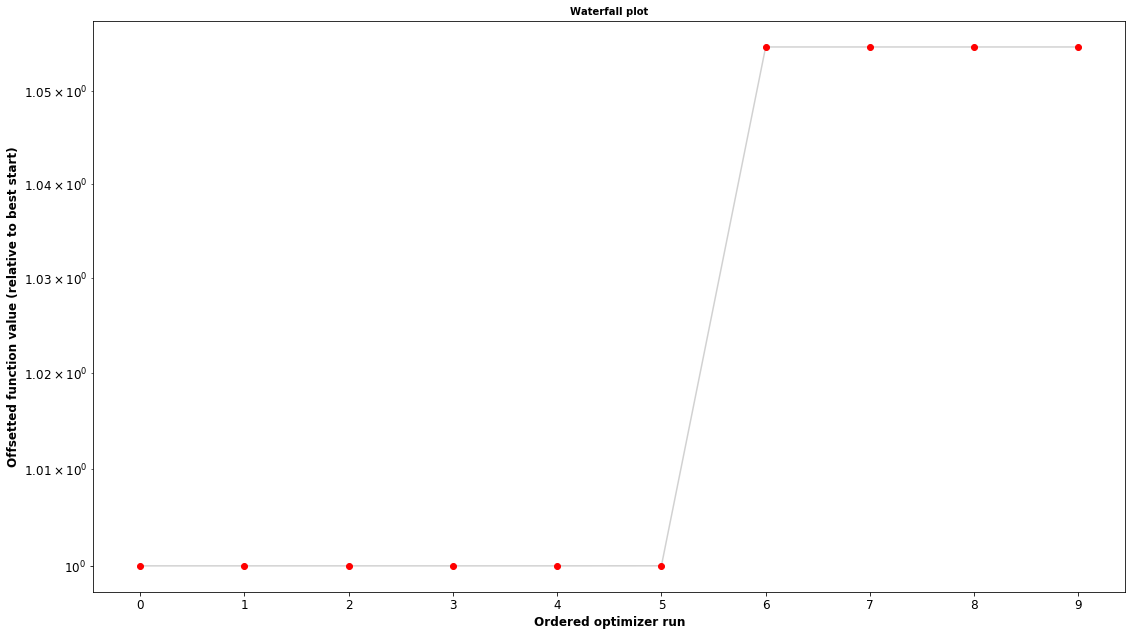 Waterfall plot
Offsetted function value (relative to best start)
1.05 × 10⁰
1.04 × 10⁰
1.03 × 10⁰
1.02 × 10⁰
1.01 × 10⁰
10⁰
0 1 2 3 4 5 6 7 8 9
Ordered optimizer run